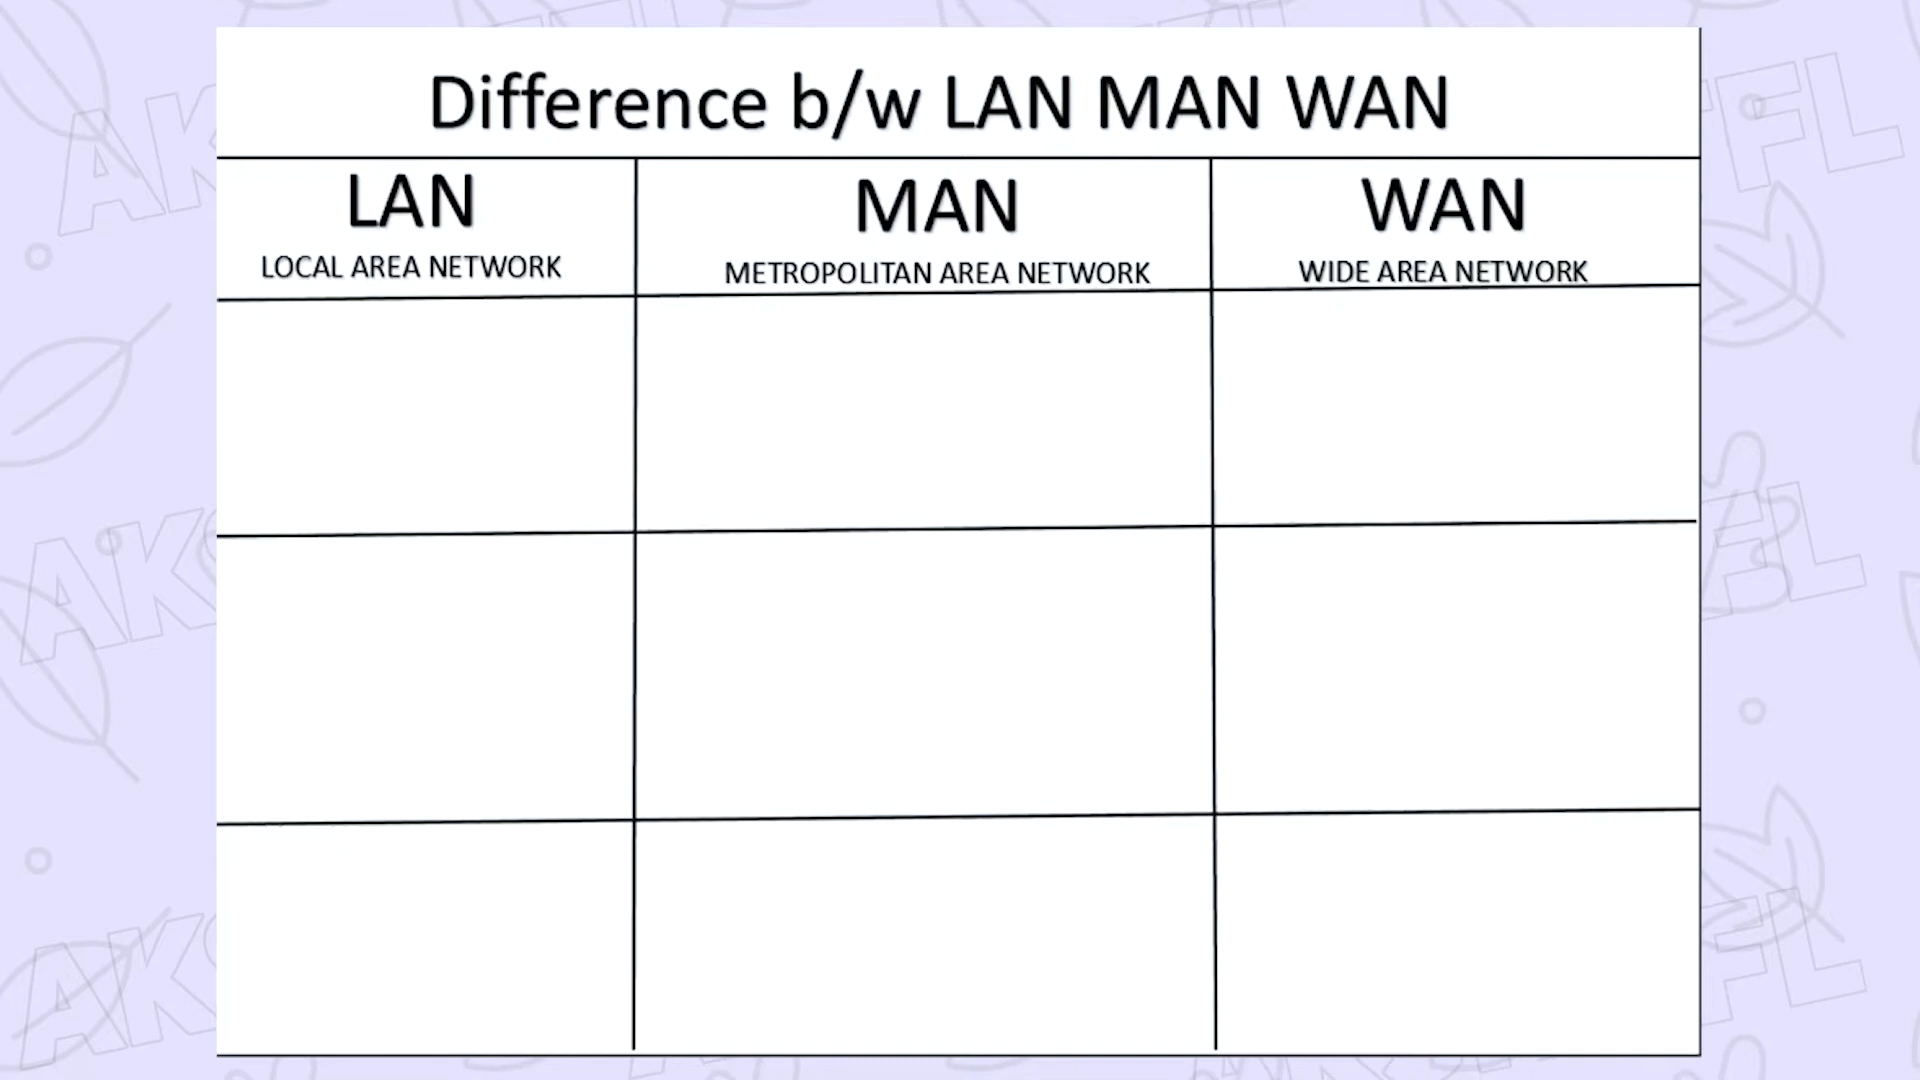 Difference b/w LAN MAN WAN
LAN
MAN
WAN
LOCAL AREA NETWORK
METROPOLITAN AREA NETWORK
WIDE AREA NETWORK